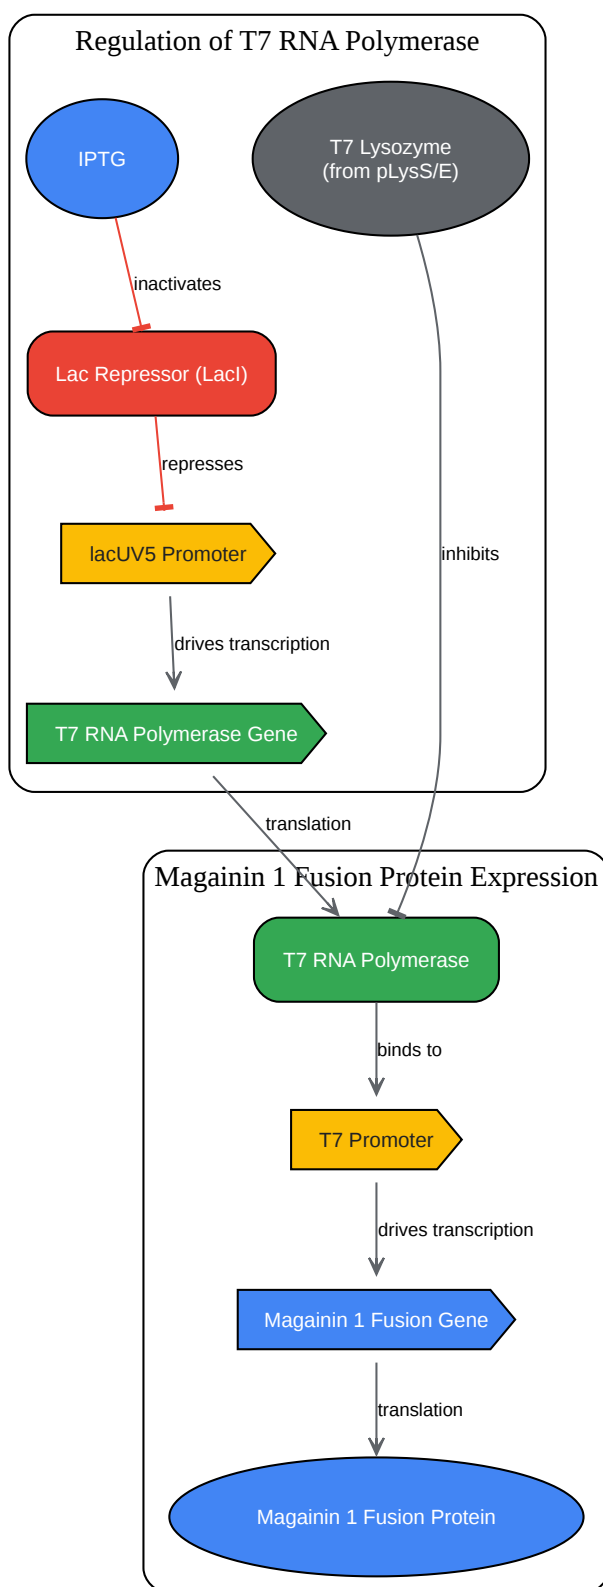 Regulation of T7 RNA Polymerase
IPTG
T7 Lysozyme
(from pLysS/E)
inactivates
Lac Repressor (LacI)
represses
lacUV5 Promoter
inhibits
drives transcription
T7 RNA Polymerase Gene
translation
Magainin 1 Fusion Protein Expression
T7 RNA Polymerase
binds to
T7 Promoter
drives transcription
Magainin 1 Fusion Gene
translation
Magainin 1 Fusion Protein